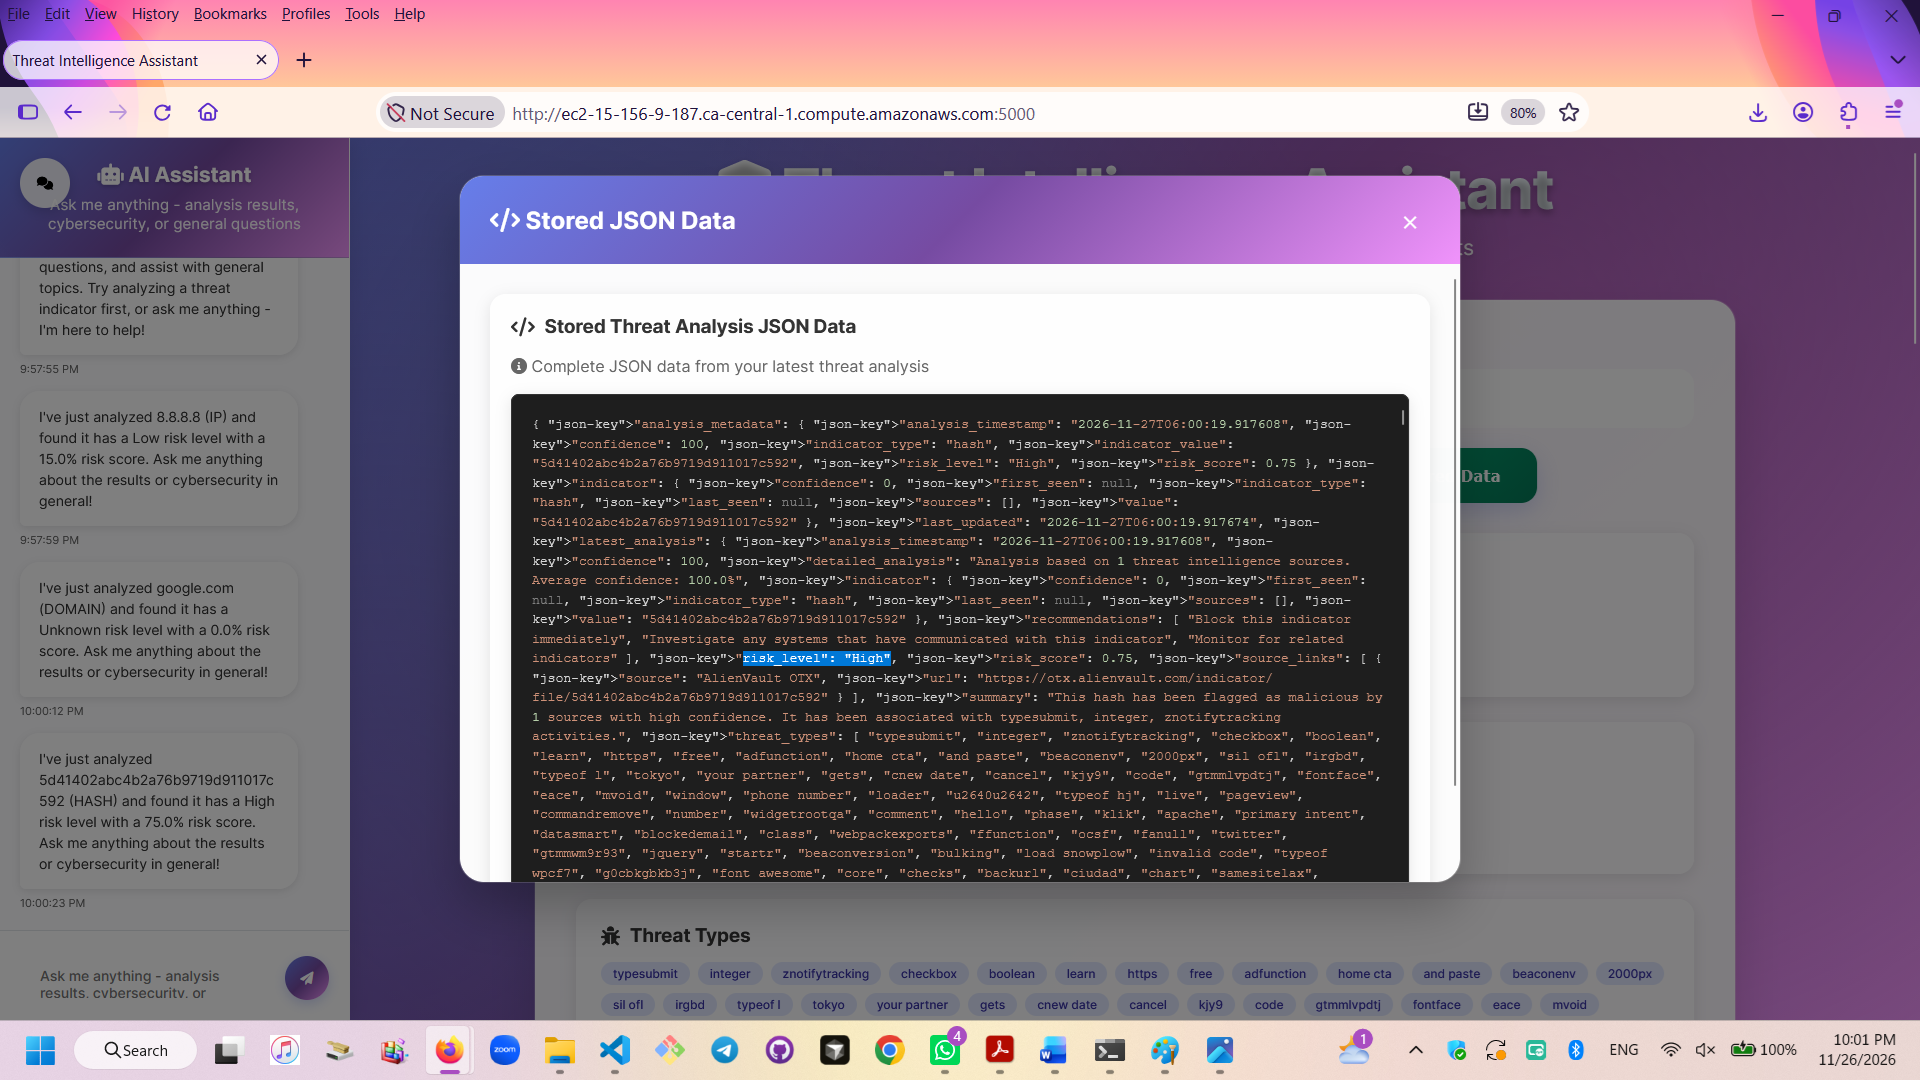 File Edit View History Bookmarks Profiles Tools Help
Threat Intelligence Assistant
Not Secure http://ec2-15-156-9-187.ca-central-1.compute.amazonaws.com:5000
80%
AI Assistant
Ask me anything - analysis results,
cybersecurity, or general questions
questions, and assist with general
topics. Try analyzing a threat
indicator first, or ask me anything -
I'm here to help!
9:57:55 PM
I've just analyzed 8.8.8.8 (IP) and
found it has a Low risk level with a
15.0% risk score. Ask me anything
about the results or cybersecurity in
general!
9:57:59 PM
I've just analyzed google.com
(DOMAIN) and found it has a
Unknown risk level with a 0.0% risk
score. Ask me anything about the
results or cybersecurity in general!
10:00:12 PM
I've just analyzed
5d41402abc4b2a76b9719d911017c
592 (HASH) and found it has a High
risk level with a 75.0% risk score.
Ask me anything about the results
or cybersecurity in general!
10:00:23 PM
Ask me anything - analysis
results, cybersecurity, or
</> Stored JSON Data
</> Stored Threat Analysis JSON Data
Complete JSON data from your latest threat analysis
{ "json-key">"analysis_metadata": { "json-key">"analysis_timestamp": "2026-11-27T06:00:19.917608", "json-
key">"confidence": 100, "json-key">"indicator_type": "hash", "json-key">"indicator_value":
"5d41402abc4b2a76b9719d911017c592", "json-key">"risk_level": "High", "json-key">"risk_score": 0.75 }, "json-
key">"indicator": { "json-key">"confidence": 0, "json-key">"first_seen": null, "json-key">"indicator_type":
"hash", "json-key">"last_seen": null, "json-key">"sources": [], "json-key">"value":
"5d41402abc4b2a76b9719d911017c592" }, "json-key">"last_updated": "2026-11-27T06:00:19.917674", "json-
key">"latest_analysis": { "json-key">"analysis_timestamp": "2026-11-27T06:00:19.917608", "json-
key">"confidence": 100, "json-key">"detailed_analysis": "Analysis based on 1 threat intelligence sources.
Average confidence: 100.0%", "json-key">"indicator": { "json-key">"confidence": 0, "json-key">"first_seen":
null, "json-key">"indicator_type": "hash", "json-key">"last_seen": null, "json-key">"sources": [], "json-
key">"value": "5d41402abc4b2a76b9719d911017c592" }, "json-key">"recommendations": [ "Block this indicator
immediately", "Investigate any systems that have communicated with this indicator", "Monitor for related
indicators" ], "json-key">"risk_level": "High", "json-key">"risk_score": 0.75, "json-key">"source_links": [ {
"json-key">"source": "AlienVault OTX", "json-key">"url": "https://otx.alienvault.com/indicator/
file/5d41402abc4b2a76b9719d911017c592" } ], "json-key">"summary": "This hash has been flagged as malicious by
1 sources with high confidence. It has been associated with typesubmit, integer, znotifytracking
activities.", "json-key">"threat_types": [ "typesubmit", "integer", "znotifytracking", "checkbox", "boolean",
"learn", "https", "free", "adfunction", "home cta", "and paste", "beaconenv", "2000px", "sil ofl", "irgbd",
"typeof l", "tokyo", "your partner", "gets", "cnew date", "cancel", "kjy9", "code", "gtmmlvpdtj", "fontface",
"eace", "mvoid", "window", "phone number", "loader", "u2640u2642", "typeof hj", "live", "pageview",
"commandremove", "number", "widgetrootqa", "comment", "hello", "phase", "klik", "apache", "primary intent",
"datasmart", "blockedemail", "class", "webpackexports", "ffunction", "ocsf", "fanull", "twitter",
"gtmmwm9r93", "jquery", "startr", "beaconversion", "bulking", "load snowplow", "invalid code", "typeof
wpcf7", "g0cbkgbkb3j", "font awesome", "core", "checks", "backurl", "ciudad", "chart", "samesitelax",
Data
Threat Types
typesubmit integer znotifytracking checkbox boolean learn https free adfunction home cta and paste beaconenv 2000px
sil ofl irgbd typeof l tokyo your partner gets cnew date cancel kjy9 code gtmmlvpdtj fontface eace mvoid
Search
zoom
4
1
ENG
100%
10:01 PM
11/26/2026